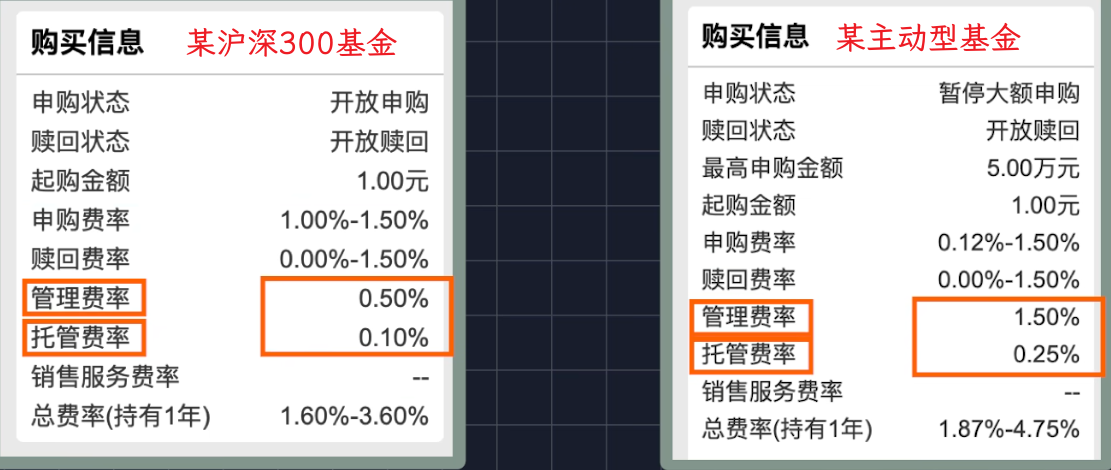 购买信息 某沪深300基金
申购状态 开放申购
赎回状态 开放赎回
起购金额 1.00元
申购费率 1.00%-1.50%
赎回费率 0.00%-1.50%
管理费率 0.50%
托管费率 0.10%
销售服务费率 --
总费率(持有1年) 1.60%-3.60%
购买信息 某主动型基金
申购状态 暂停大额申购
赎回状态 开放赎回
最高申购金额 5.00万元
起购金额 1.00元
申购费率 0.12%-1.50%
赎回费率 0.00%-1.50%
管理费率 1.50%
托管费率 0.25%
销售服务费率 --
总费率(持有1年) 1.87%-4.75%